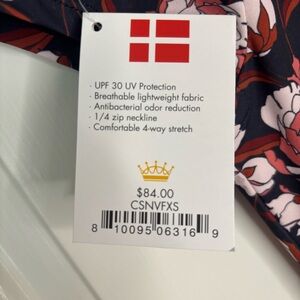 · UPF 30 UV Protection
· Breathable lightweight fabric
· Antibacterial odor reduction
· 1/4 zip neckline
· Comfortable 4-way stretch
$84.00
CSNVFXS
8 10095 06316 9